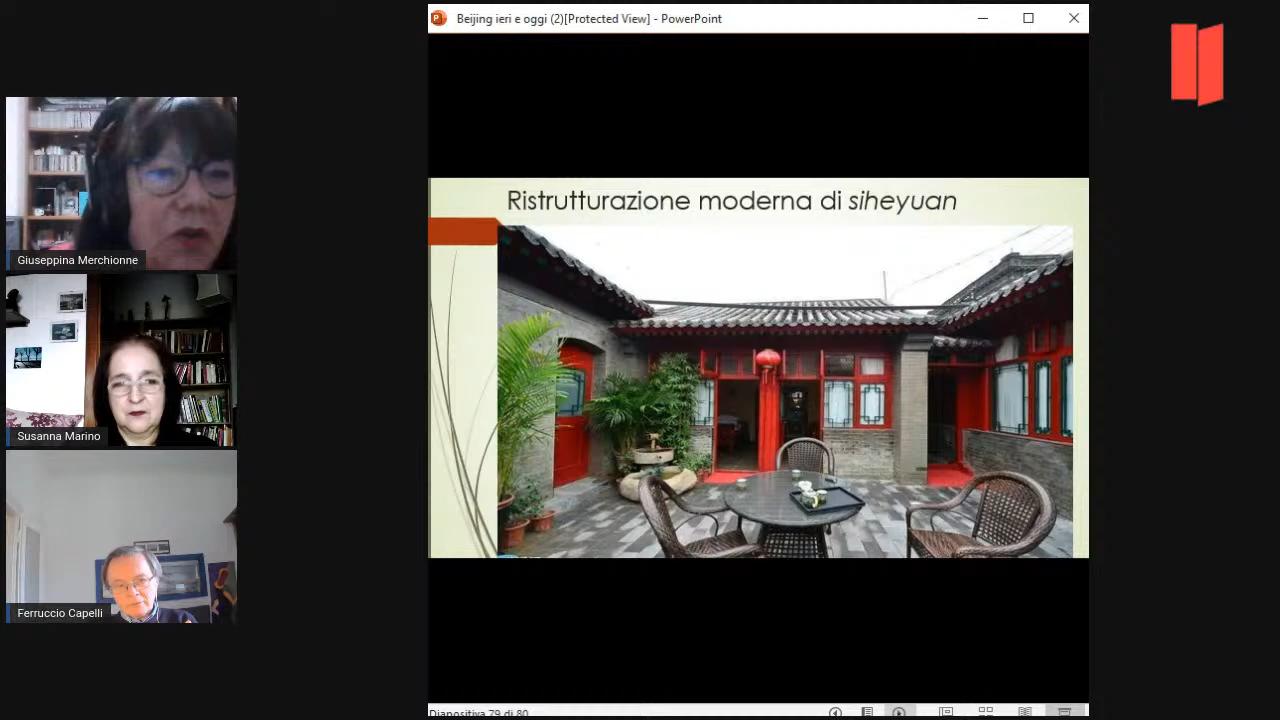 Beijing ieri e oggi (2)[Protected View] - PowerPoint
Ristrutturazione moderna di siheyuan
Giuseppina Merchionne
Susanna Marino
Ferruccio Capelli
Diapositiva 79 di 80